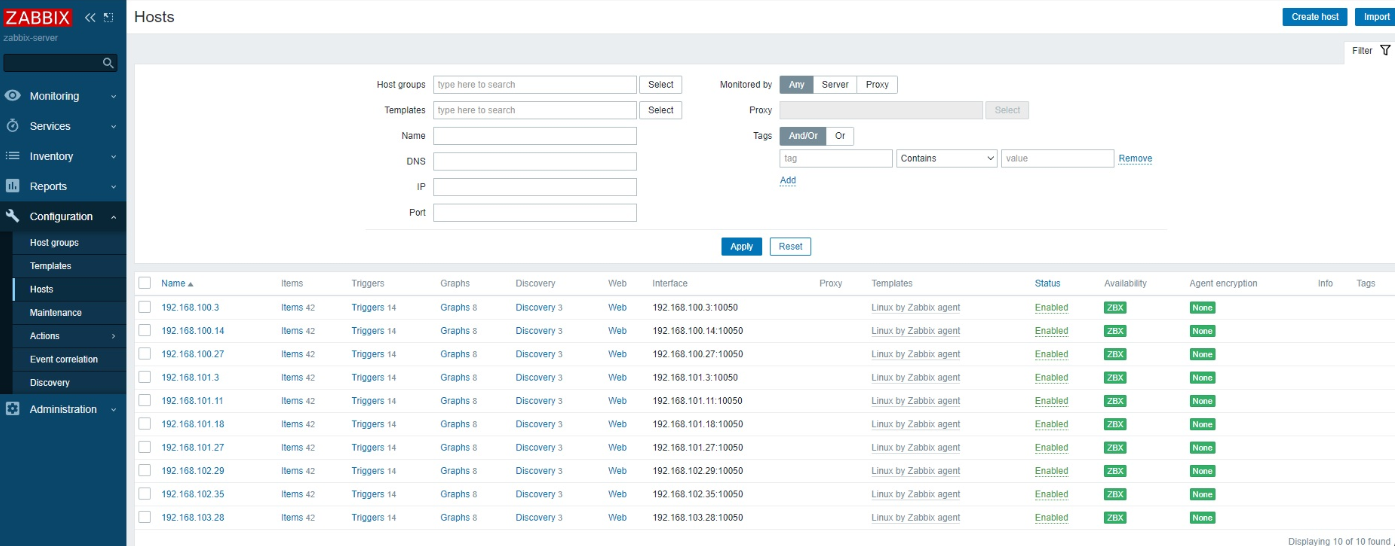 ZABBIX
zabbix-server
Monitoring
Services
Inventory
Reports
Configuration
Host groups
Templates
Hosts
Maintenance
Actions
Event correlation
Discovery
Administration
Hosts
Create host Import
Filter
Host groups type here to search Select
Templates type here to search Select
Name
DNS
IP
Port
Monitored by Any Server Proxy
Proxy Select
Tags And/Or Or
tag Contains value Remove
Add
Apply Reset
Name Items Triggers Graphs Discovery Web Interface Proxy Templates Status Availability Agent encryption Info Tags
192.168.100.3 Items 42 Triggers 14 Graphs 8 Discovery 3 Web 192.168.100.3:10050 Linux by Zabbix agent Enabled ZBX None
192.168.100.14 Items 42 Triggers 14 Graphs 8 Discovery 3 Web 192.168.100.14:10050 Linux by Zabbix agent Enabled ZBX None
192.168.100.27 Items 42 Triggers 14 Graphs 8 Discovery 3 Web 192.168.100.27:10050 Linux by Zabbix agent Enabled ZBX None
192.168.101.3 Items 42 Triggers 14 Graphs 8 Discovery 3 Web 192.168.101.3:10050 Linux by Zabbix agent Enabled ZBX None
192.168.101.11 Items 42 Triggers 14 Graphs 8 Discovery 3 Web 192.168.101.11:10050 Linux by Zabbix agent Enabled ZBX None
192.168.101.18 Items 42 Triggers 14 Graphs 8 Discovery 3 Web 192.168.101.18:10050 Linux by Zabbix agent Enabled ZBX None
192.168.101.27 Items 42 Triggers 14 Graphs 8 Discovery 3 Web 192.168.101.27:10050 Linux by Zabbix agent Enabled ZBX None
192.168.102.29 Items 42 Triggers 14 Graphs 8 Discovery 3 Web 192.168.102.29:10050 Linux by Zabbix agent Enabled ZBX None
192.168.102.35 Items 42 Triggers 14 Graphs 8 Discovery 3 Web 192.168.102.35:10050 Linux by Zabbix agent Enabled ZBX None
192.168.103.28 Items 42 Triggers 14 Graphs 8 Discovery 3 Web 192.168.103.28:10050 Linux by Zabbix agent Enabled ZBX None
Displaying 10 of 10 found